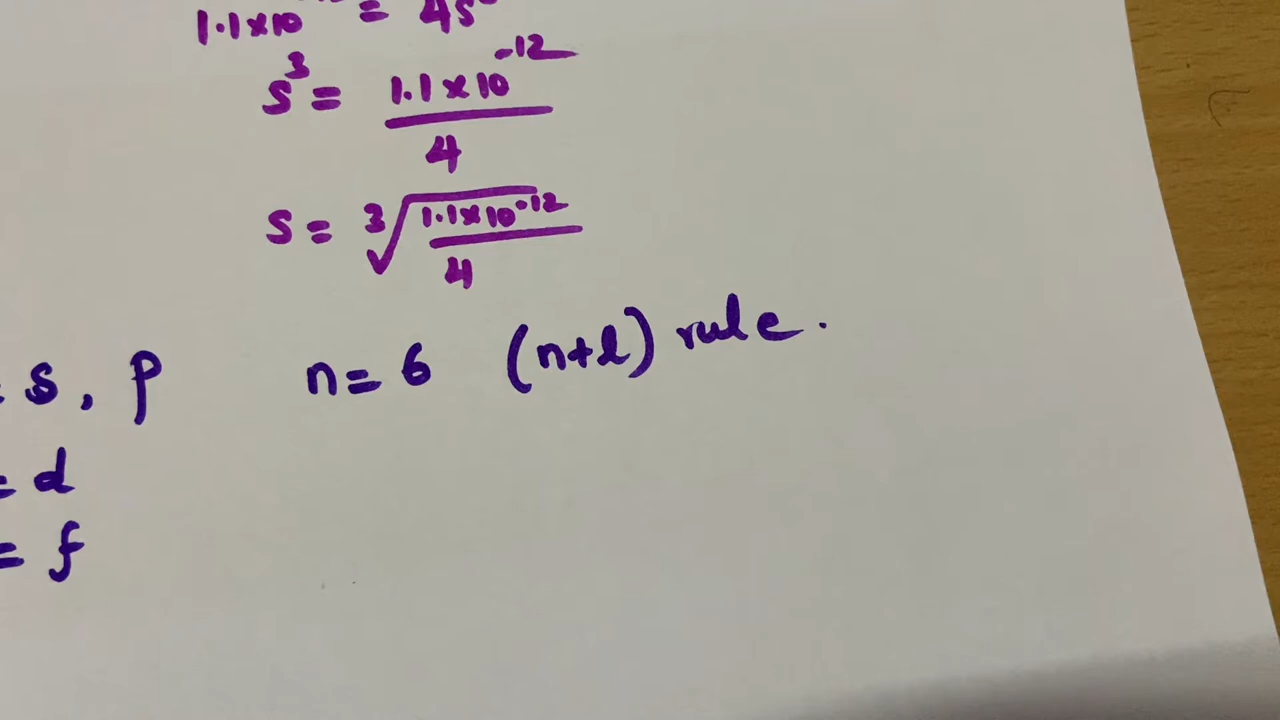 1.1×10 = 4s
s³ = 1.1×10⁻¹²
4
s = ∛1.1×10⁻¹²
4
s, p n=6 (n+l) rule.
= d
= f